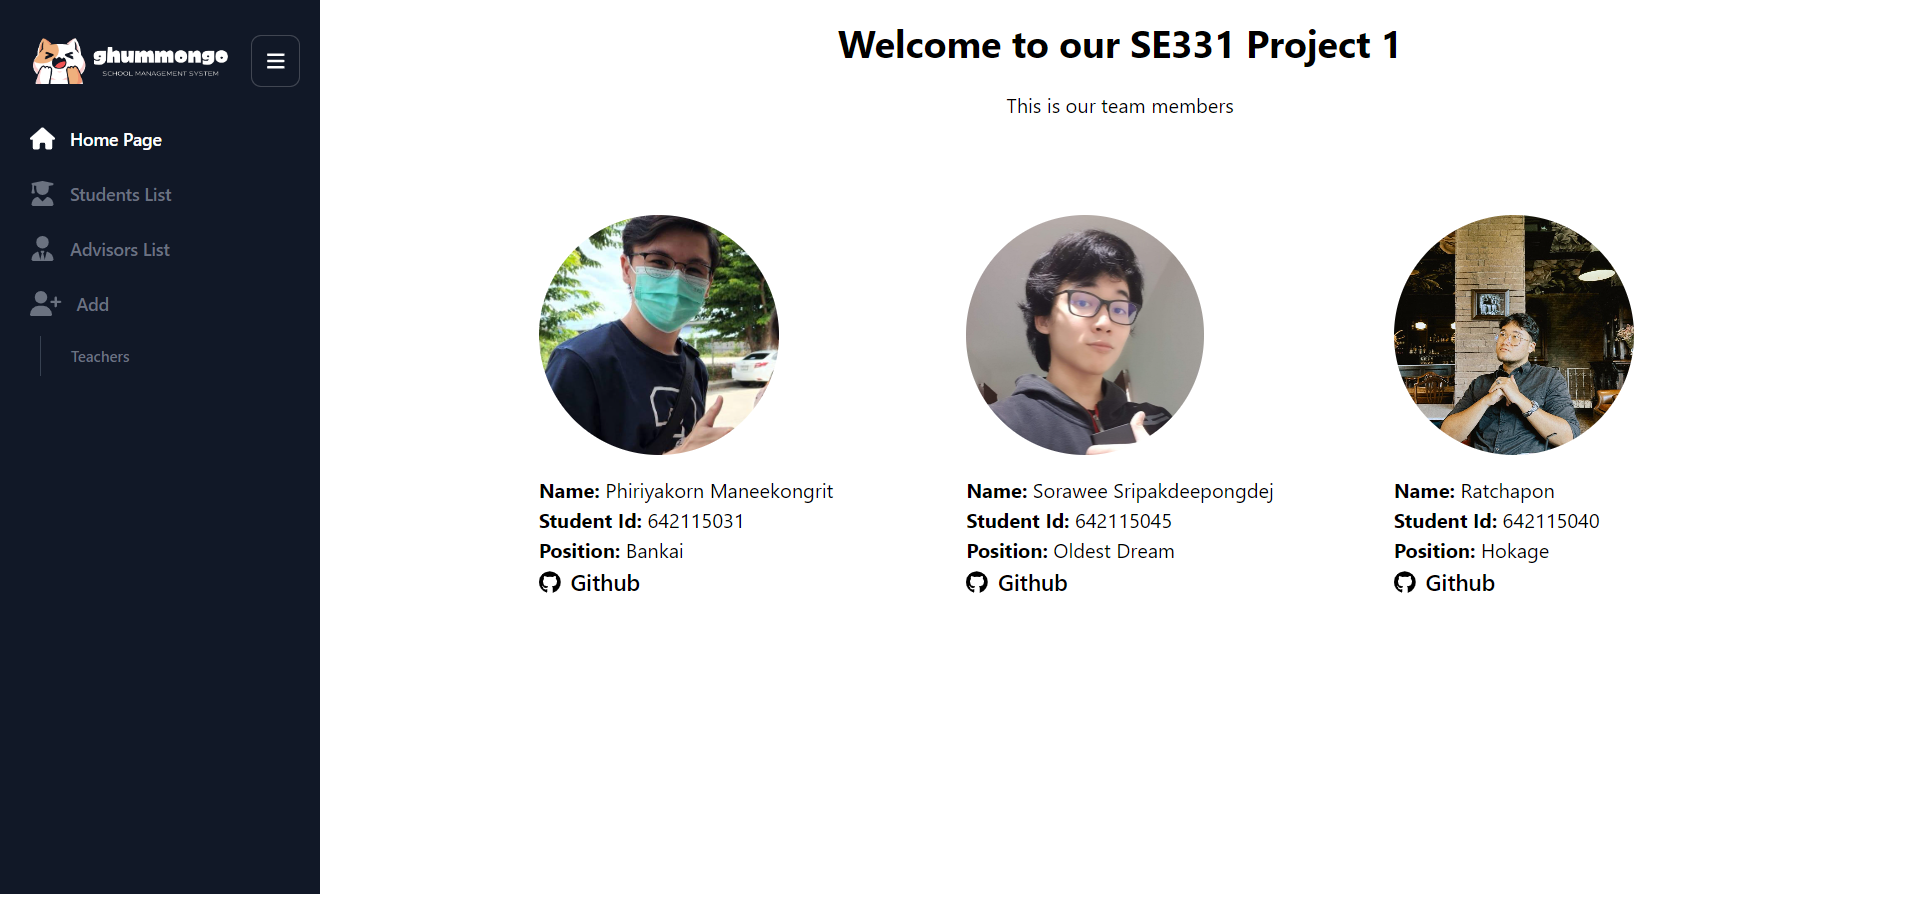 ghummongo
SCHOOL MANAGEMENT SYSTEM
Home Page
Students List
Advisors List
Add
Teachers
Welcome to our SE331 Project 1
This is our team members
Name: Phiriyakorn Maneekongrit
Student Id: 642115031
Position: Bankai
Github
Name: Sorawee Sripakdeepongdej
Student Id: 642115045
Position: Oldest Dream
Github
Name: Ratchapon
Student Id: 642115040
Position: Hokage
Github